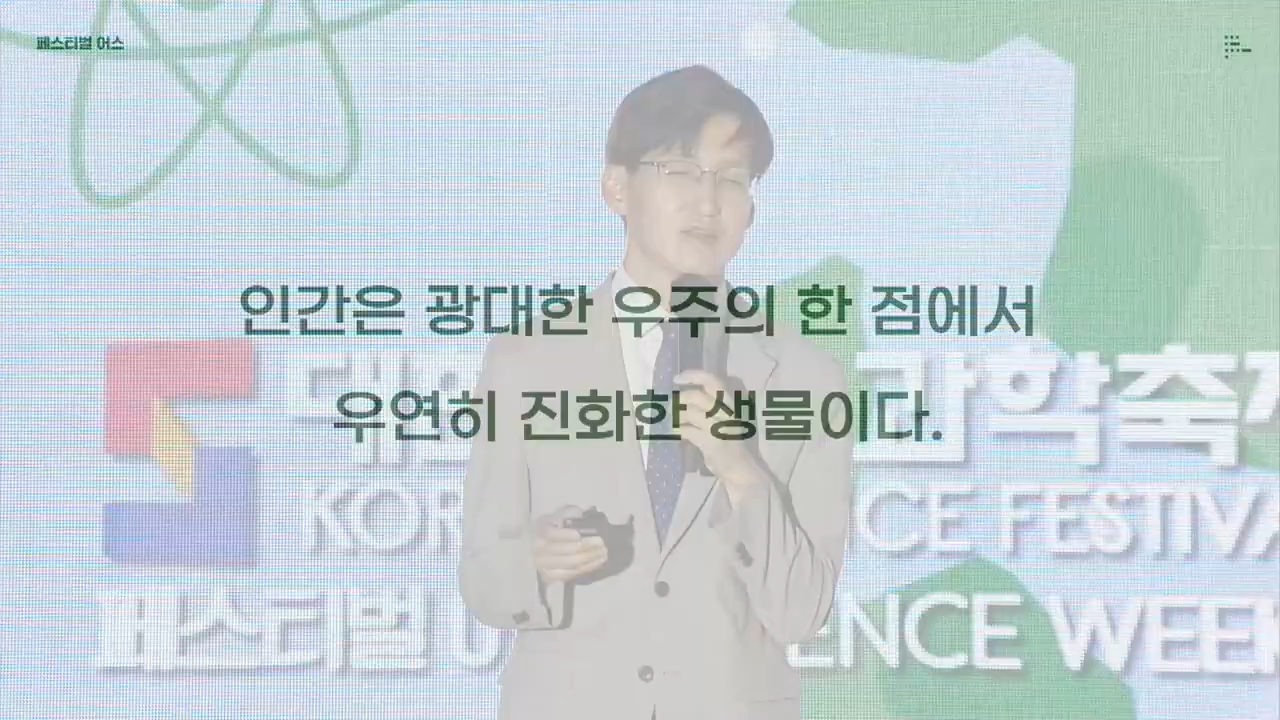 페스티벌 어스
인간은 광대한 우주의 한 점에서
우연히 진화한 생물이다.
과학축
KOR
CE FESTIVA
페스티벌
ENCE WEE